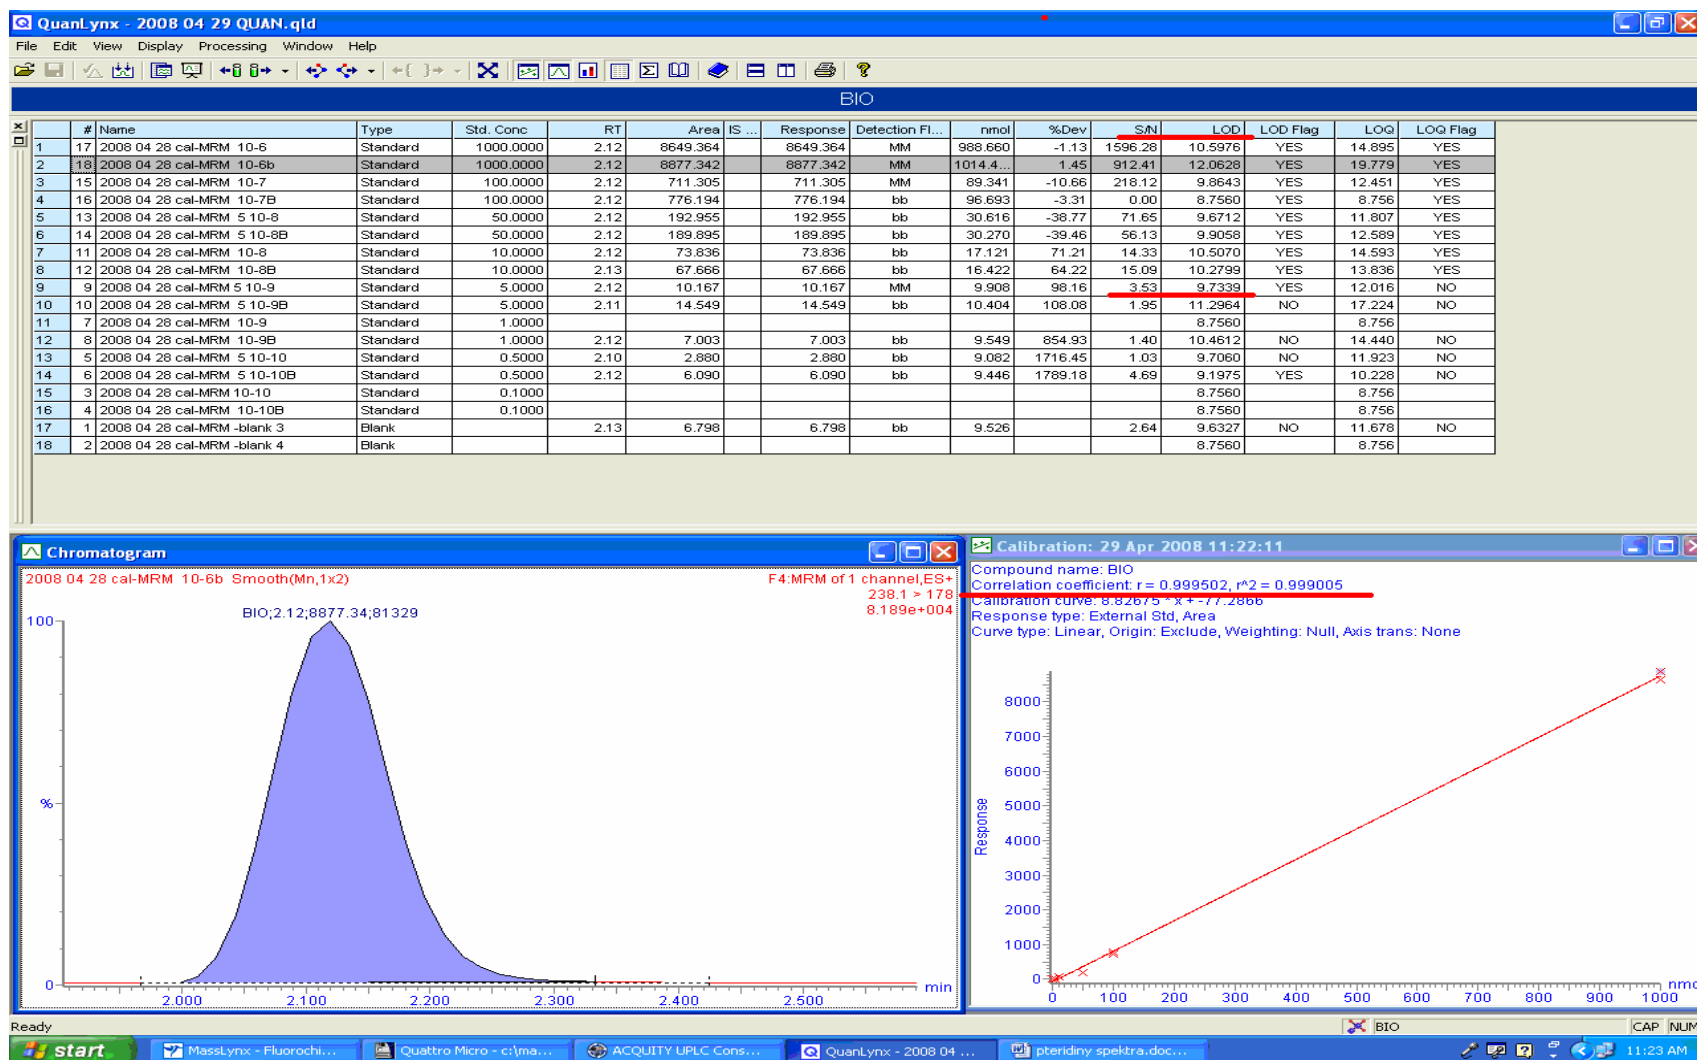 QuanLynx - 2008 04 29 QUAN.qld
File Edit View Display Processing Window Help
BIO
# Name Type Std. Conc RT Area IS ... Response Detection Fl... nmol %Dev S/N LOD LOD Flag LOQ LOQ Flag
1 17 2008 04 28 cal-MRM 10-6 Standard 1000.0000 2.12 8649.364 8649.364 MM 988.660 -1.13 1596.28 10.5976 YES 14.895 YES
2 18 2008 04 28 cal-MRM 10-6b Standard 1000.0000 2.12 8877.342 8877.342 MM 1014.4... 1.45 912.41 12.0628 YES 19.779 YES
3 15 2008 04 28 cal-MRM 10-7 Standard 100.0000 2.12 711.305 711.305 MM 89.341 -10.66 218.12 9.8643 YES 12.451 YES
4 16 2008 04 28 cal-MRM 10-7B Standard 100.0000 2.12 776.194 776.194 bb 96.693 -3.31 0.00 8.7560 YES 8.756 YES
5 13 2008 04 28 cal-MRM 5 10-8 Standard 50.0000 2.12 192.955 192.955 bb 30.616 -38.77 71.65 9.6712 YES 11.807 YES
6 14 2008 04 28 cal-MRM 5 10-8B Standard 50.0000 2.12 189.895 189.895 bb 30.270 -39.46 56.13 9.9058 YES 12.589 YES
7 11 2008 04 28 cal-MRM 10-8 Standard 10.0000 2.12 73.836 73.836 bb 17.121 71.21 14.33 10.5070 YES 14.593 YES
8 12 2008 04 28 cal-MRM 10-8B Standard 10.0000 2.13 67.666 67.666 bb 16.422 64.22 15.09 10.2799 YES 13.836 YES
9 9 2008 04 28 cal-MRM 5 10-9 Standard 5.0000 2.12 10.167 10.167 MM 9.908 98.16 3.53 9.7339 YES 12.016 NO
10 10 2008 04 28 cal-MRM 5 10-9B Standard 5.0000 2.11 14.549 14.549 bb 10.404 108.08 1.95 11.2964 NO 17.224 NO
11 7 2008 04 28 cal-MRM 10-9 Standard 1.0000 8.7560 8.756
12 8 2008 04 28 cal-MRM 10-9B Standard 1.0000 2.12 7.003 7.003 bb 9.549 854.93 1.40 10.4612 NO 14.440 NO
13 5 2008 04 28 cal-MRM 5 10-10 Standard 0.5000 2.10 2.880 2.880 bb 9.082 1716.45 1.03 9.7060 NO 11.923 NO
14 6 2008 04 28 cal-MRM 5 10-10B Standard 0.5000 2.12 6.090 6.090 bb 9.446 1789.18 4.69 9.1975 YES 10.228 NO
15 3 2008 04 28 cal-MRM 10-10 Standard 0.1000 8.7560 8.756
16 4 2008 04 28 cal-MRM 10-10B Standard 0.1000 8.7560 8.756
17 1 2008 04 28 cal-MRM -blank 3 Blank 2.13 6.798 6.798 bb 9.526 2.64 9.6327 NO 11.678 NO
18 2 2008 04 28 cal-MRM -blank 4 Blank 8.7560 8.756
Chromatogram
2008 04 28 cal-MRM 10-6b Smooth(Mn,1x2)
F4:MRM of 1 channel,ES+
238.1 > 178
8.189e+004
BIO;2.12;8877.34;81329
100
%
0
2.000 2.100 2.200 2.300 2.400 2.500
min
Calibration: 29 Apr 2008 11:22:11
Compound name: BIO
Correlation coefficient: r = 0.999502, r^2 = 0.999005
Calibration curve: 8.82675 * x + -77.2866
Response type: External Std, Area
Curve type: Linear, Origin: Exclude, Weighting: Null, Axis trans: None
8000
7000
6000
5000
4000
3000
2000
1000
0
Response
0 100 200 300 400 500 600 700 800 900 1000
nmo
Ready
BIO
CAP NUM
start
MassLynx - Fluorochi...
Quattro Micro - c:\ma...
ACQUITY UPLC Cons...
QuanLynx - 2008 04 ...
pteridiny spektra.doc...
11:23 AM